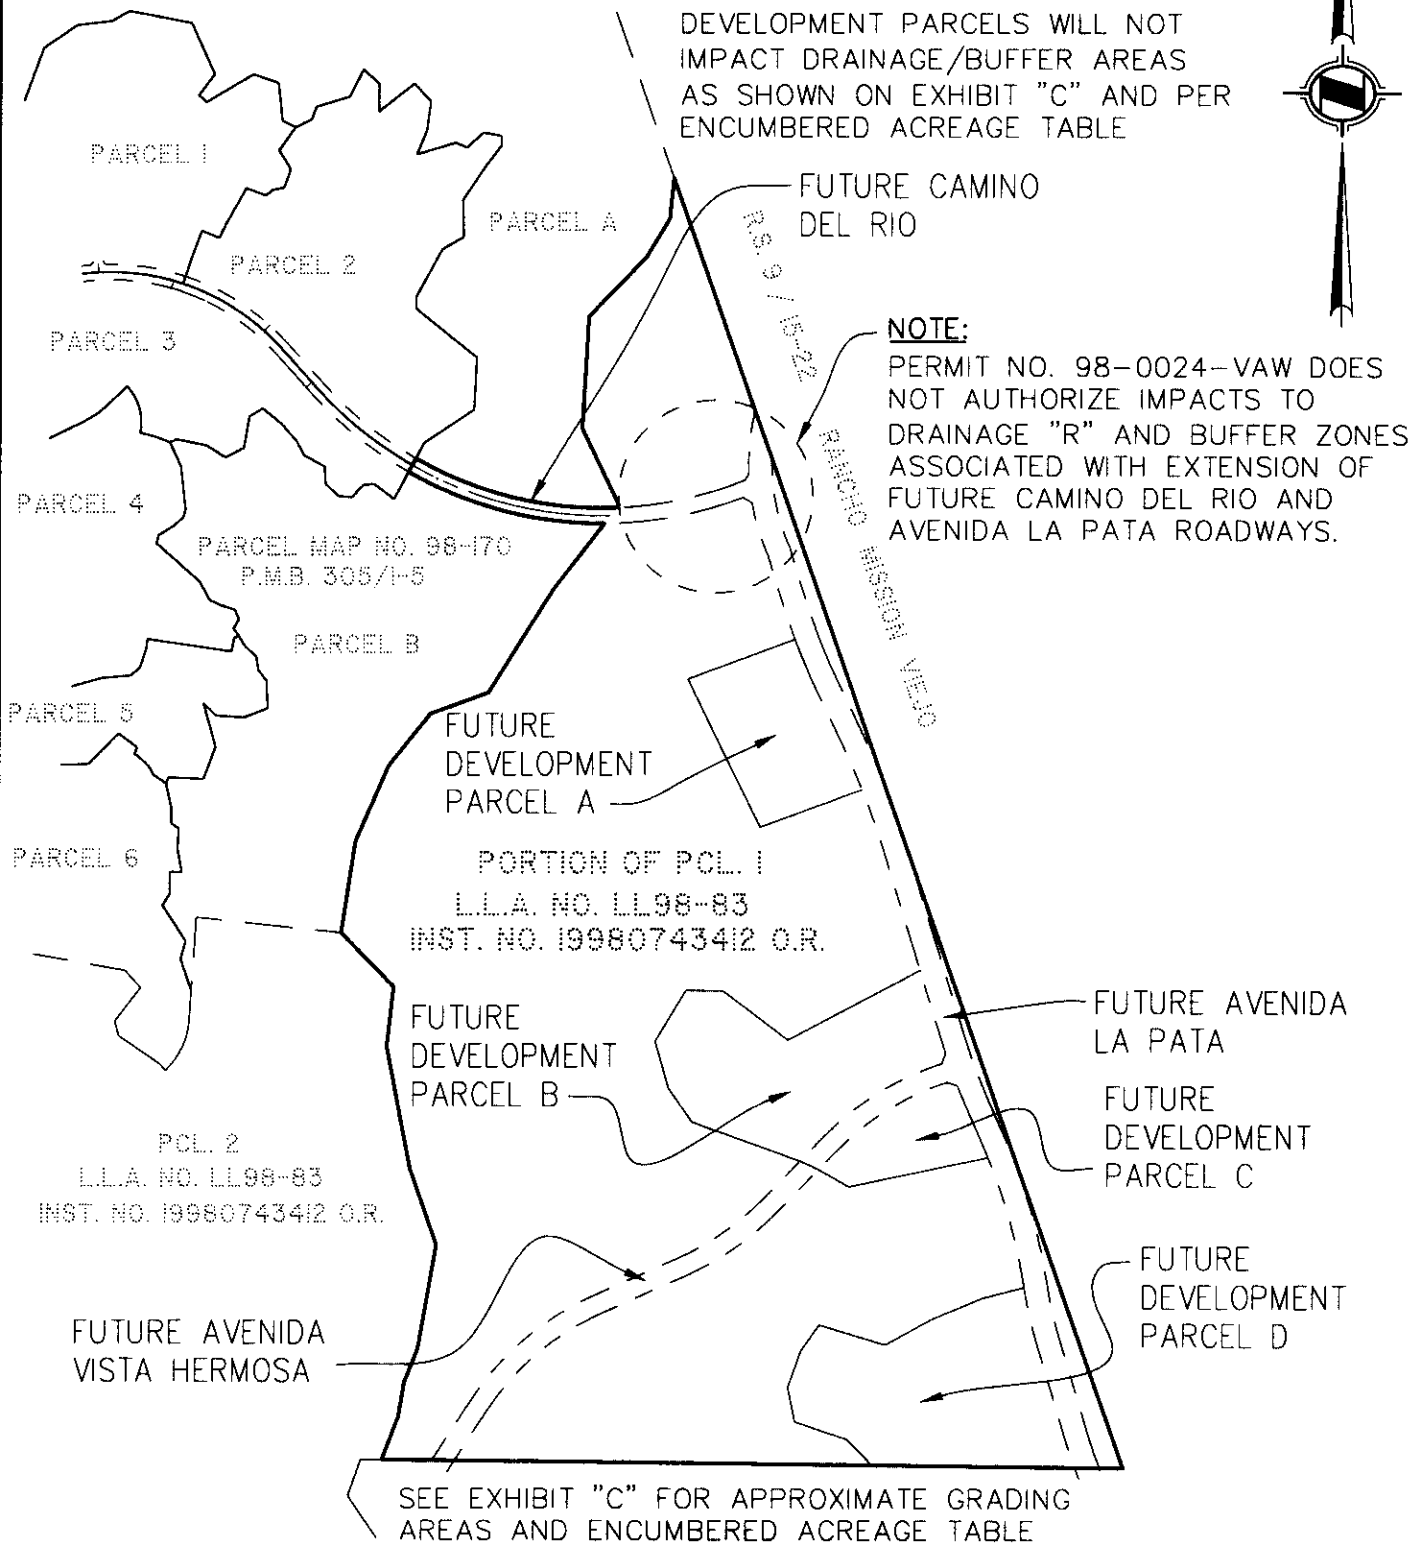 DEVELOPMENT PARCELS WILL NOT
IMPACT DRAINAGE/BUFFER AREAS
AS SHOWN ON EXHIBIT "C" AND PER
ENCUMBERED ACREAGE TABLE
PARCEL 1
FUTURE CAMINO
DEL RIO
PARCEL A
R.S. 9 / 15-22
PARCEL 2
PARCEL 3
NOTE:
PERMIT NO. 98-0024-VAW DOES
NOT AUTHORIZE IMPACTS TO
DRAINAGE "R" AND BUFFER ZONES
ASSOCIATED WITH EXTENSION OF
FUTURE CAMINO DEL RIO AND
AVENIDA LA PATA ROADWAYS.
RANCHO MISSION VIEJO
PARCEL 4
PARCEL MAP NO. 98-170
P.M.B. 305/1-5
PARCEL B
PARCEL 5
FUTURE
DEVELOPMENT
PARCEL A
PARCEL 6
PORTION OF PCL. 1
L.L.A. NO. LL98-83
INST. NO. 19980743412 O.R.
FUTURE
DEVELOPMENT
PARCEL B
FUTURE AVENIDA
LA PATA
FUTURE
DEVELOPMENT
PARCEL C
PCL. 2
L.L.A. NO. LL98-83
INST. NO. 19980743412 O.R.
FUTURE
DEVELOPMENT
PARCEL D
FUTURE AVENIDA
VISTA HERMOSA
SEE EXHIBIT "C" FOR APPROXIMATE GRADING
AREAS AND ENCUMBERED ACREAGE TABLE